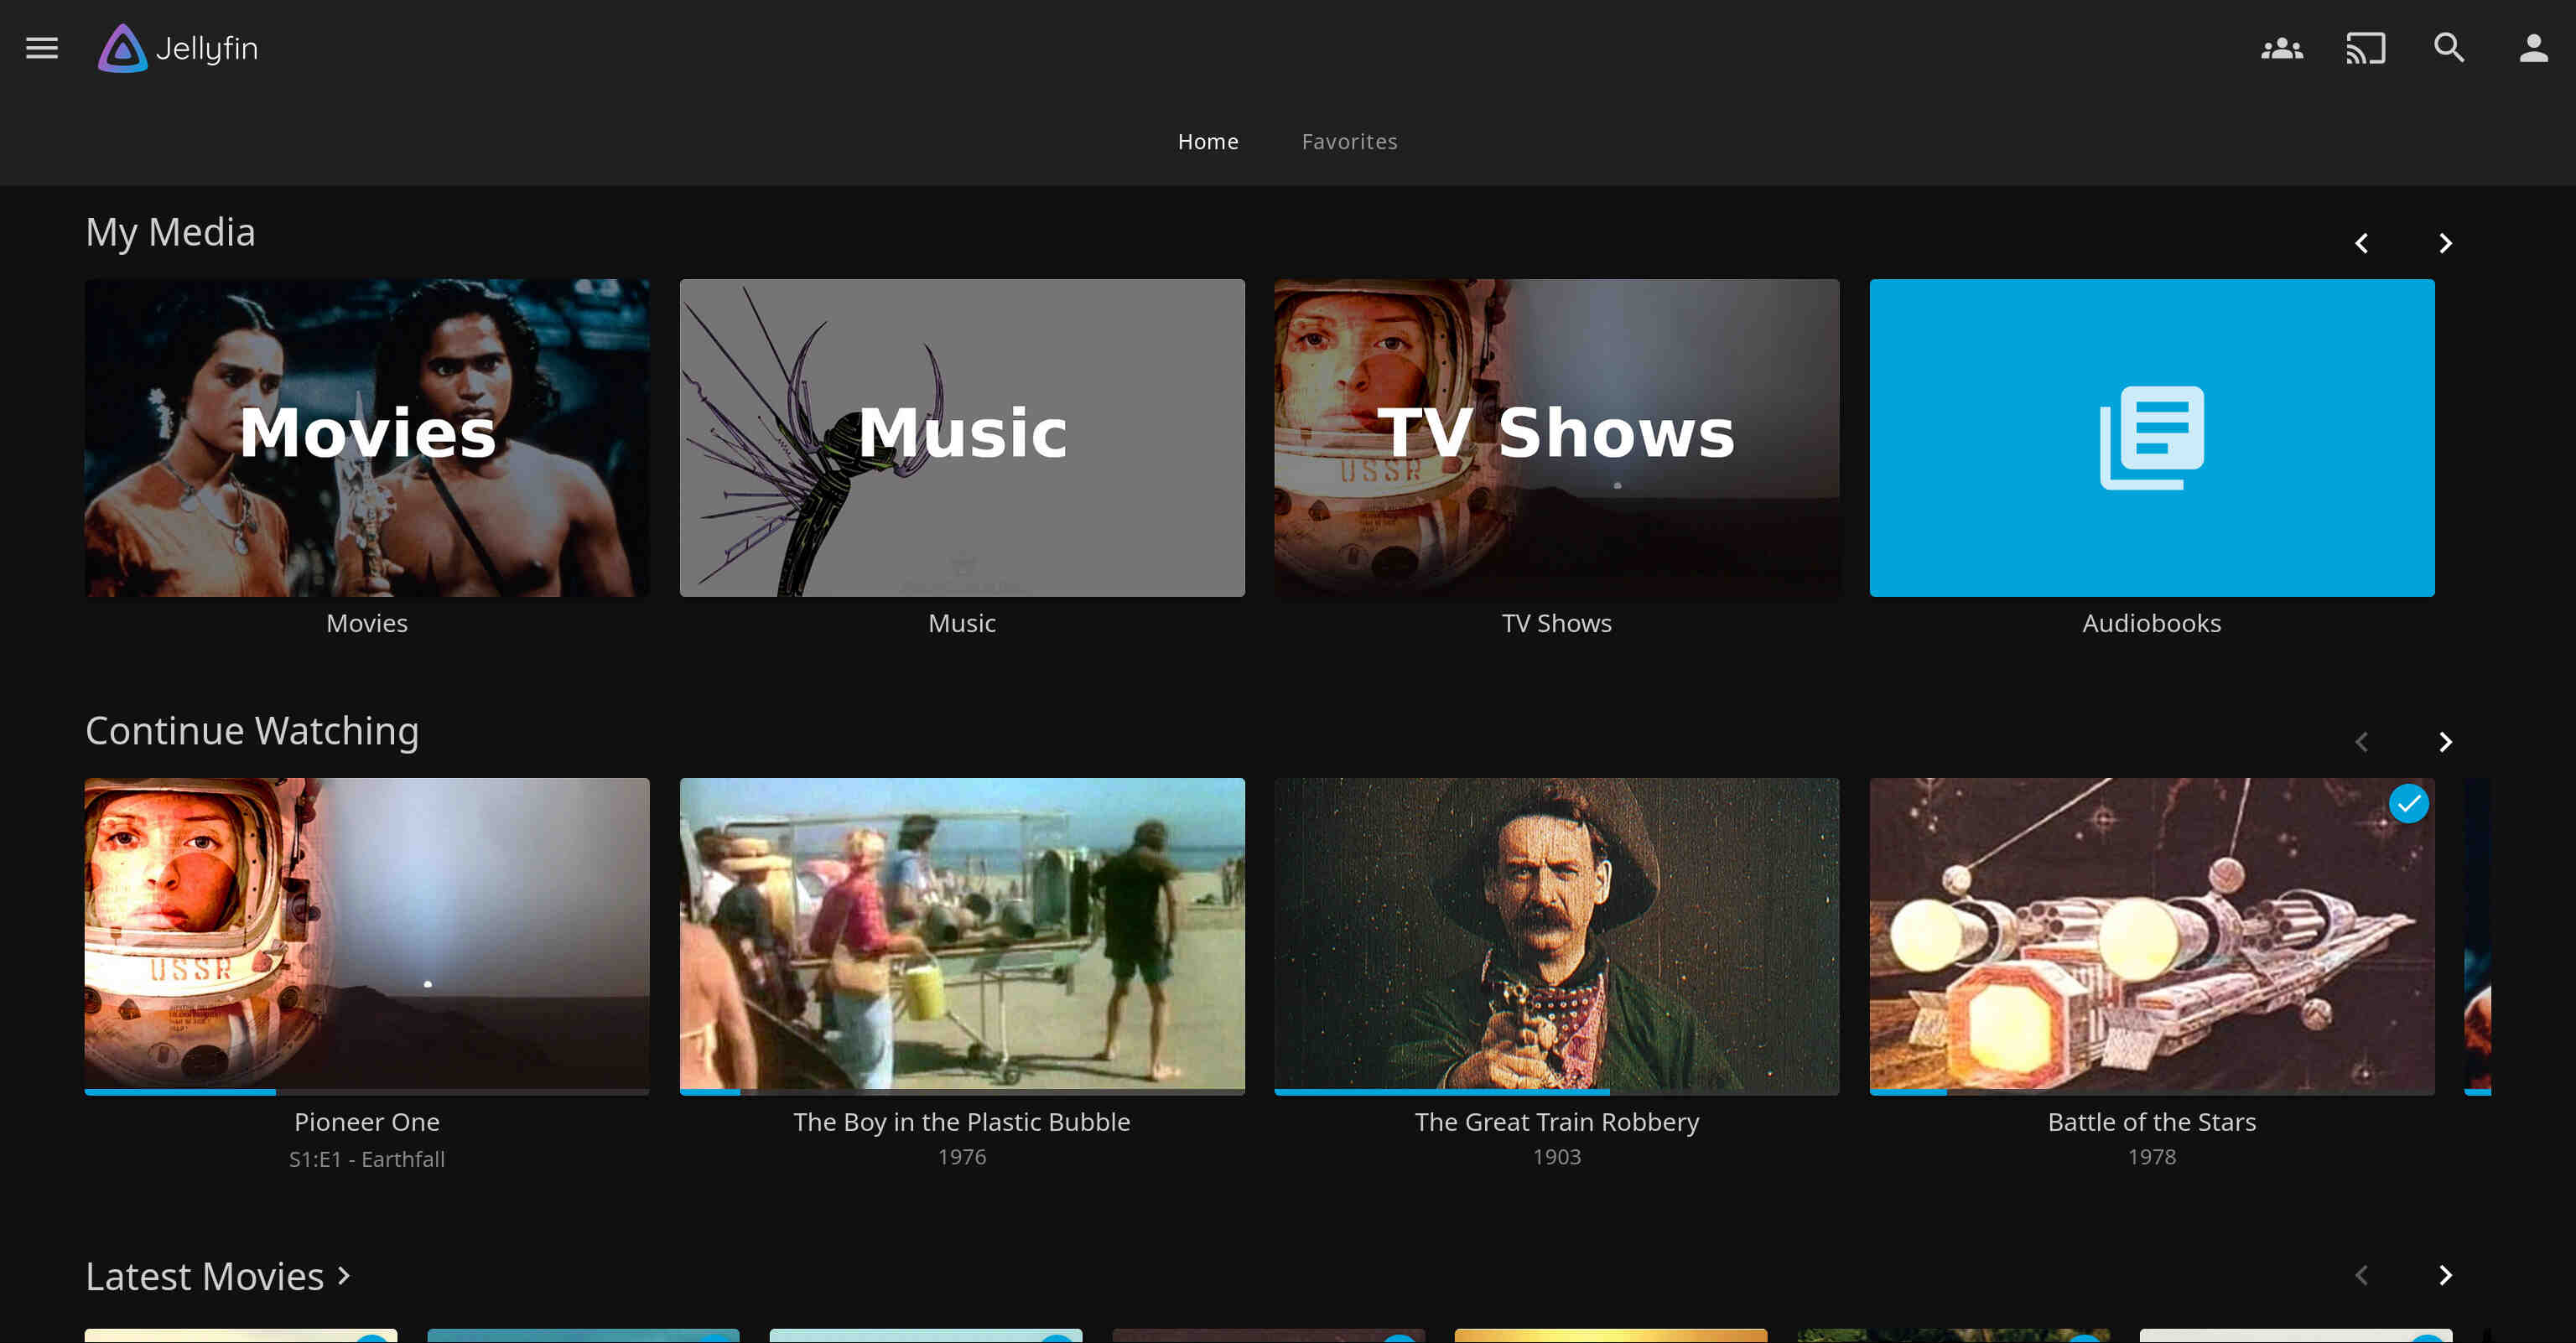 Jellyfin
Home Favorites
My Media
Movies
Music
TV Shows
USSR
Movies
Music
TV Shows
Audiobooks
Continue Watching
USSR
Pioneer One
S1:E1 - Earthfall
The Boy in the Plastic Bubble
1976
The Great Train Robbery
1903
Battle of the Stars
1978
Latest Movies